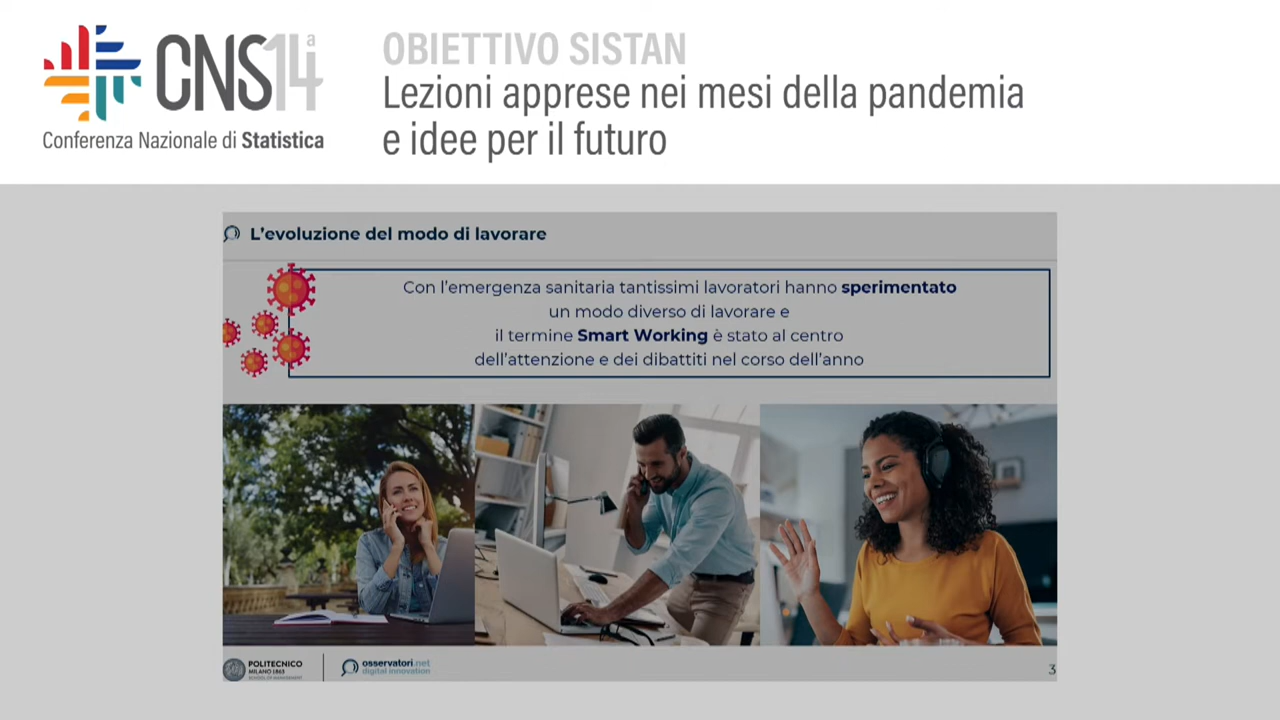 CNS14ª
Conferenza Nazionale di Statistica
OBIETTIVO SISTAN
Lezioni apprese nei mesi della pandemia
e idee per il futuro
L'evoluzione del modo di lavorare
Con l'emergenza sanitaria tantissimi lavoratori hanno sperimentato
un modo diverso di lavorare e
il termine Smart Working è stato al centro
dell'attenzione e dei dibattiti nel corso dell'anno
POLITECNICO
MILANO 1863
SCHOOL OF MANAGEMENT
osservatori.net
digital innovation
3